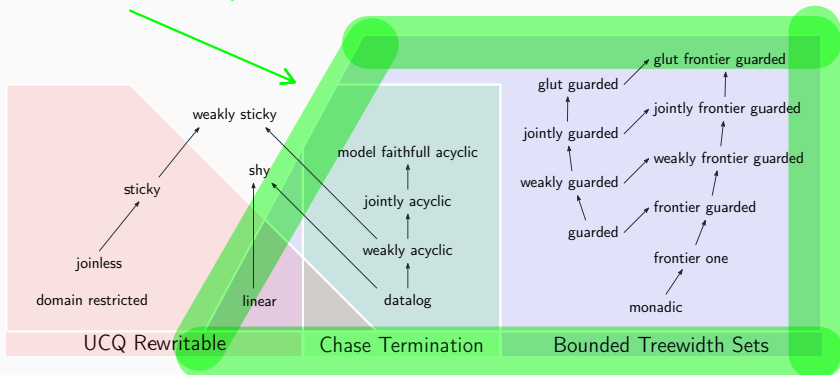 glut frontier guarded
glut guarded
jointly frontier guarded
weakly sticky
jointly guarded
model faithfull acyclic
weakly frontier guarded
shy
weakly guarded
sticky
jointly acyclic
frontier guarded
guarded
weakly acyclic
frontier one
joinless
domain restricted
linear
datalog
monadic
UCQ Rewritable
Chase Termination
Bounded Treewidth Sets